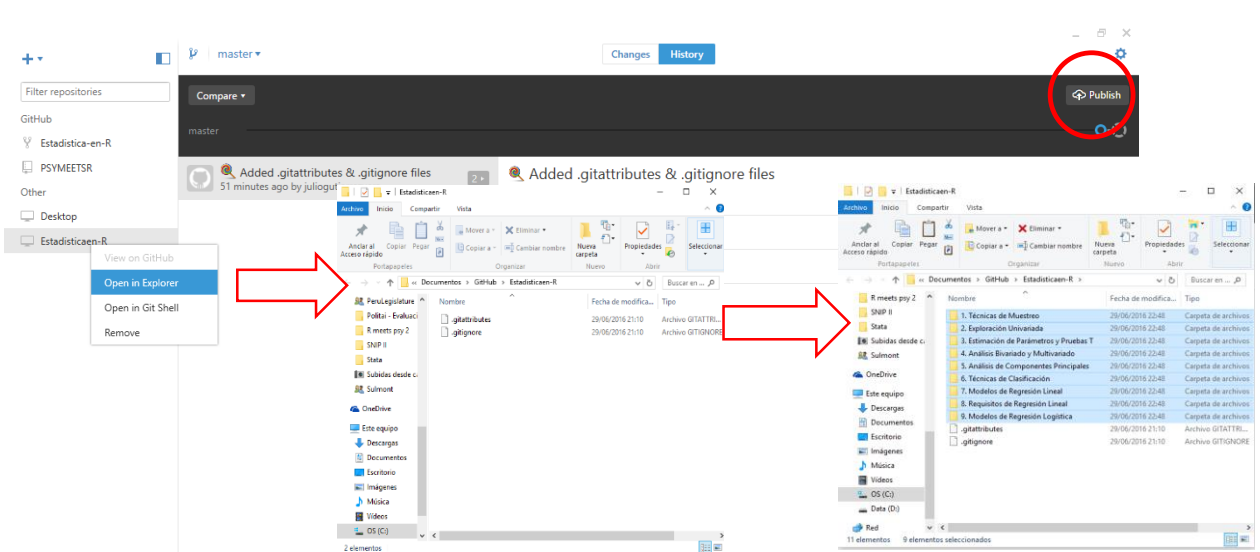 master
Changes
History
Filter repositories
Compare
Publish
GitHub
master
Estadistica-en-R
PSYMEETSR
Other
Desktop
Estadisticaen-R
Added .gitattributes & .gitignore files
51 minutes ago by juliogut
2
Added .gitattributes & .gitignore files
View on GitHub
Open in Explorer
Open in Git Shell
Remove
Estadisticaen-R
Archivo Inicio Compartir Vista
Anclar al Acceso rápido
Copiar
Pegar
Mover a
Copiar a
Eliminar
Cambiar nombre
Nueva carpeta
Propiedades
Seleccionar
Portapapeles
Organizar
Nuevo
Abrir
« Documentos > GitHub > Estadisticaen-R
Buscar en ...
PeruLegislature
Politai - Evaluaci
R meets psy 2
SNIP II
Stata
Subidas desde c
Sulmont
OneDrive
Este equipo
Descargas
Documentos
Escritorio
Imágenes
Música
Vídeos
OS (C:)
Nombre Fecha de modifica... Tipo
.gitattributes 29/06/2016 21:10 Archivo GITATTRI...
.gitignore 29/06/2016 21:10 Archivo GITIGNORE
2 elementos
Estadisticaen-R
Archivo Inicio Compartir Vista
Anclar al Acceso rápido
Copiar
Pegar
Mover a
Copiar a
Eliminar
Cambiar nombre
Nueva carpeta
Propiedades
Seleccionar
Portapapeles
Organizar
Nuevo
Abrir
« Documentos > GitHub > Estadisticaen-R >
Buscar en ...
R meets psy 2
SNIP II
Stata
Subidas desde c
Sulmont
OneDrive
Este equipo
Descargas
Documentos
Escritorio
Imágenes
Música
Vídeos
OS (C:)
Data (D:)
Red
Nombre Fecha de modifica... Tipo
1. Técnicas de Muestreo 29/06/2016 22:48 Carpeta de archivos
2. Exploración Univariada 29/06/2016 22:48 Carpeta de archivos
3. Estimación de Parámetros y Pruebas T 29/06/2016 22:48 Carpeta de archivos
4. Análisis Bivariado y Multivariado 29/06/2016 22:48 Carpeta de archivos
5. Análisis de Componentes Principales 29/06/2016 22:48 Carpeta de archivos
6. Técnicas de Clasificación 29/06/2016 22:48 Carpeta de archivos
7. Modelos de Regresión Lineal 29/06/2016 22:48 Carpeta de archivos
8. Requisitos de Regresión Lineal 29/06/2016 22:48 Carpeta de archivos
9. Modelos de Regresión Logística 29/06/2016 22:48 Carpeta de archivos
.gitattributes 29/06/2016 21:10 Archivo GITATTRI...
.gitignore 29/06/2016 21:10 Archivo GITIGNORE
11 elementos 9 elementos seleccionados